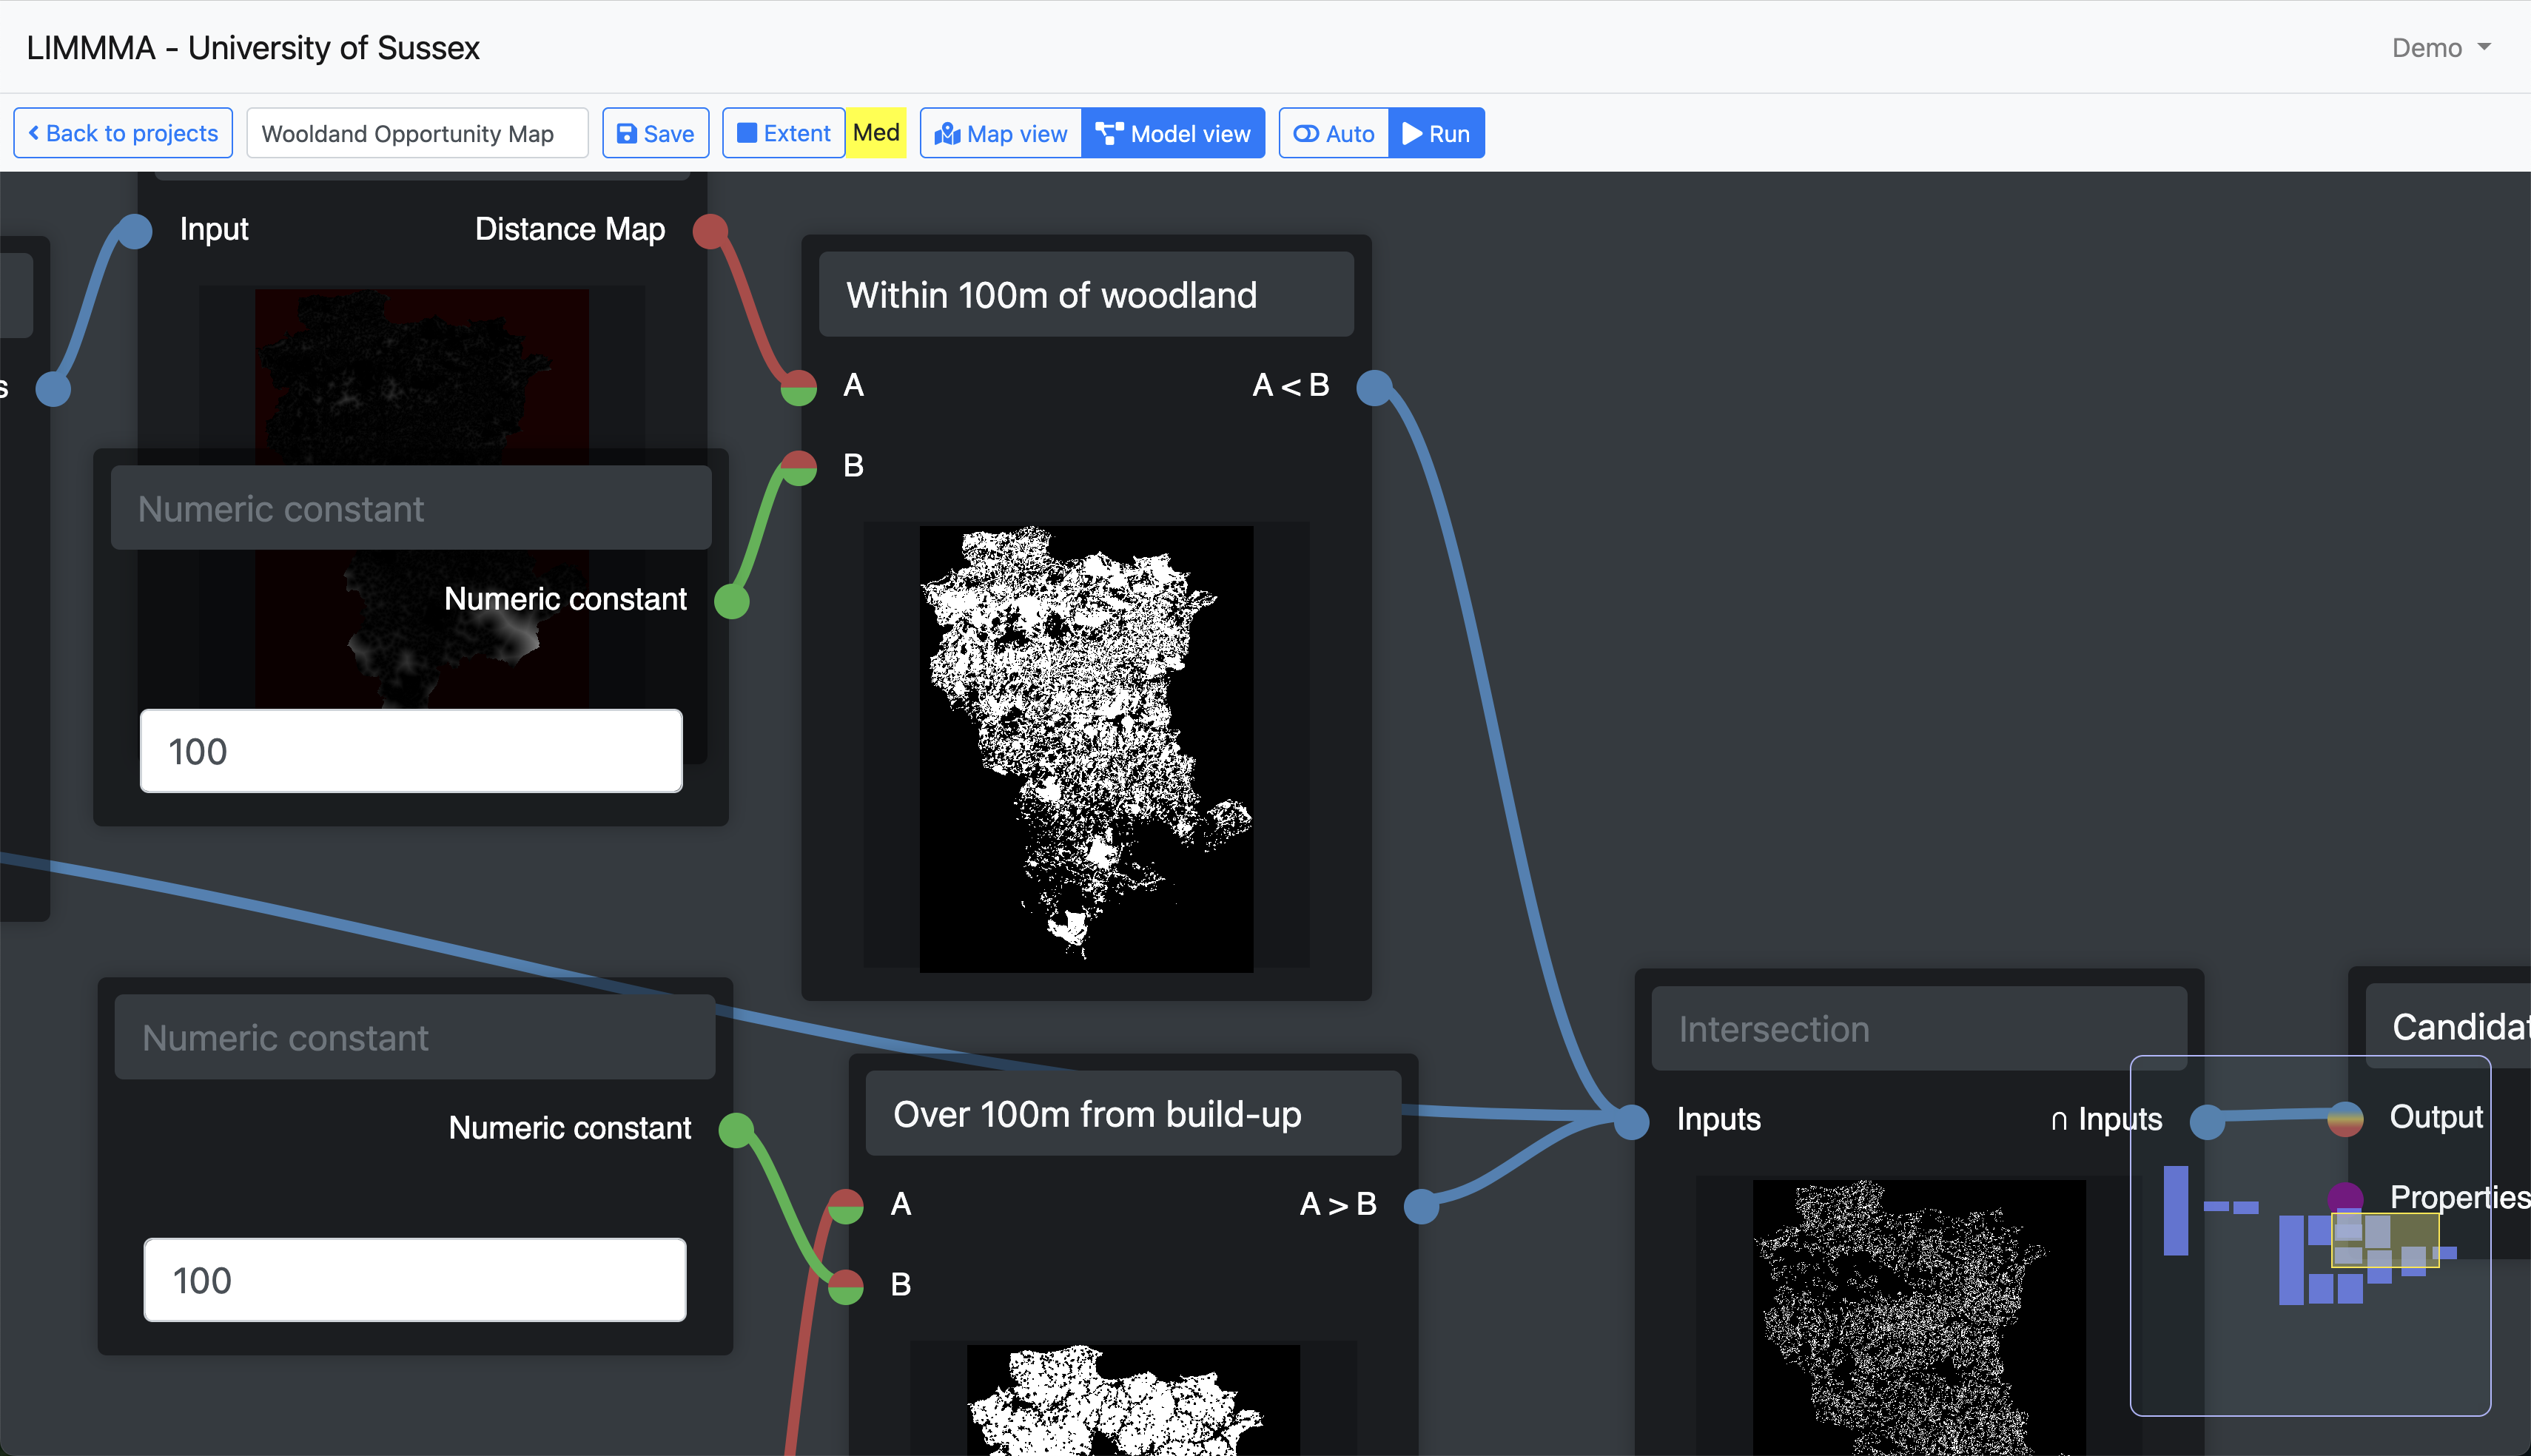 LIMMMA - University of Sussex
Demo
Back to projects
Wooldand Opportunity Map
Save
Extent
Med
Map view
Model view
Auto
Run
Input
Distance Map
s
Within 100m of woodland
A
A < B
B
Numeric constant
Numeric constant
100
Numeric constant
Numeric constant
100
Over 100m from build-up
A
A > B
B
Intersection
Inputs
∩ Inputs
Candidat
Output
Properties